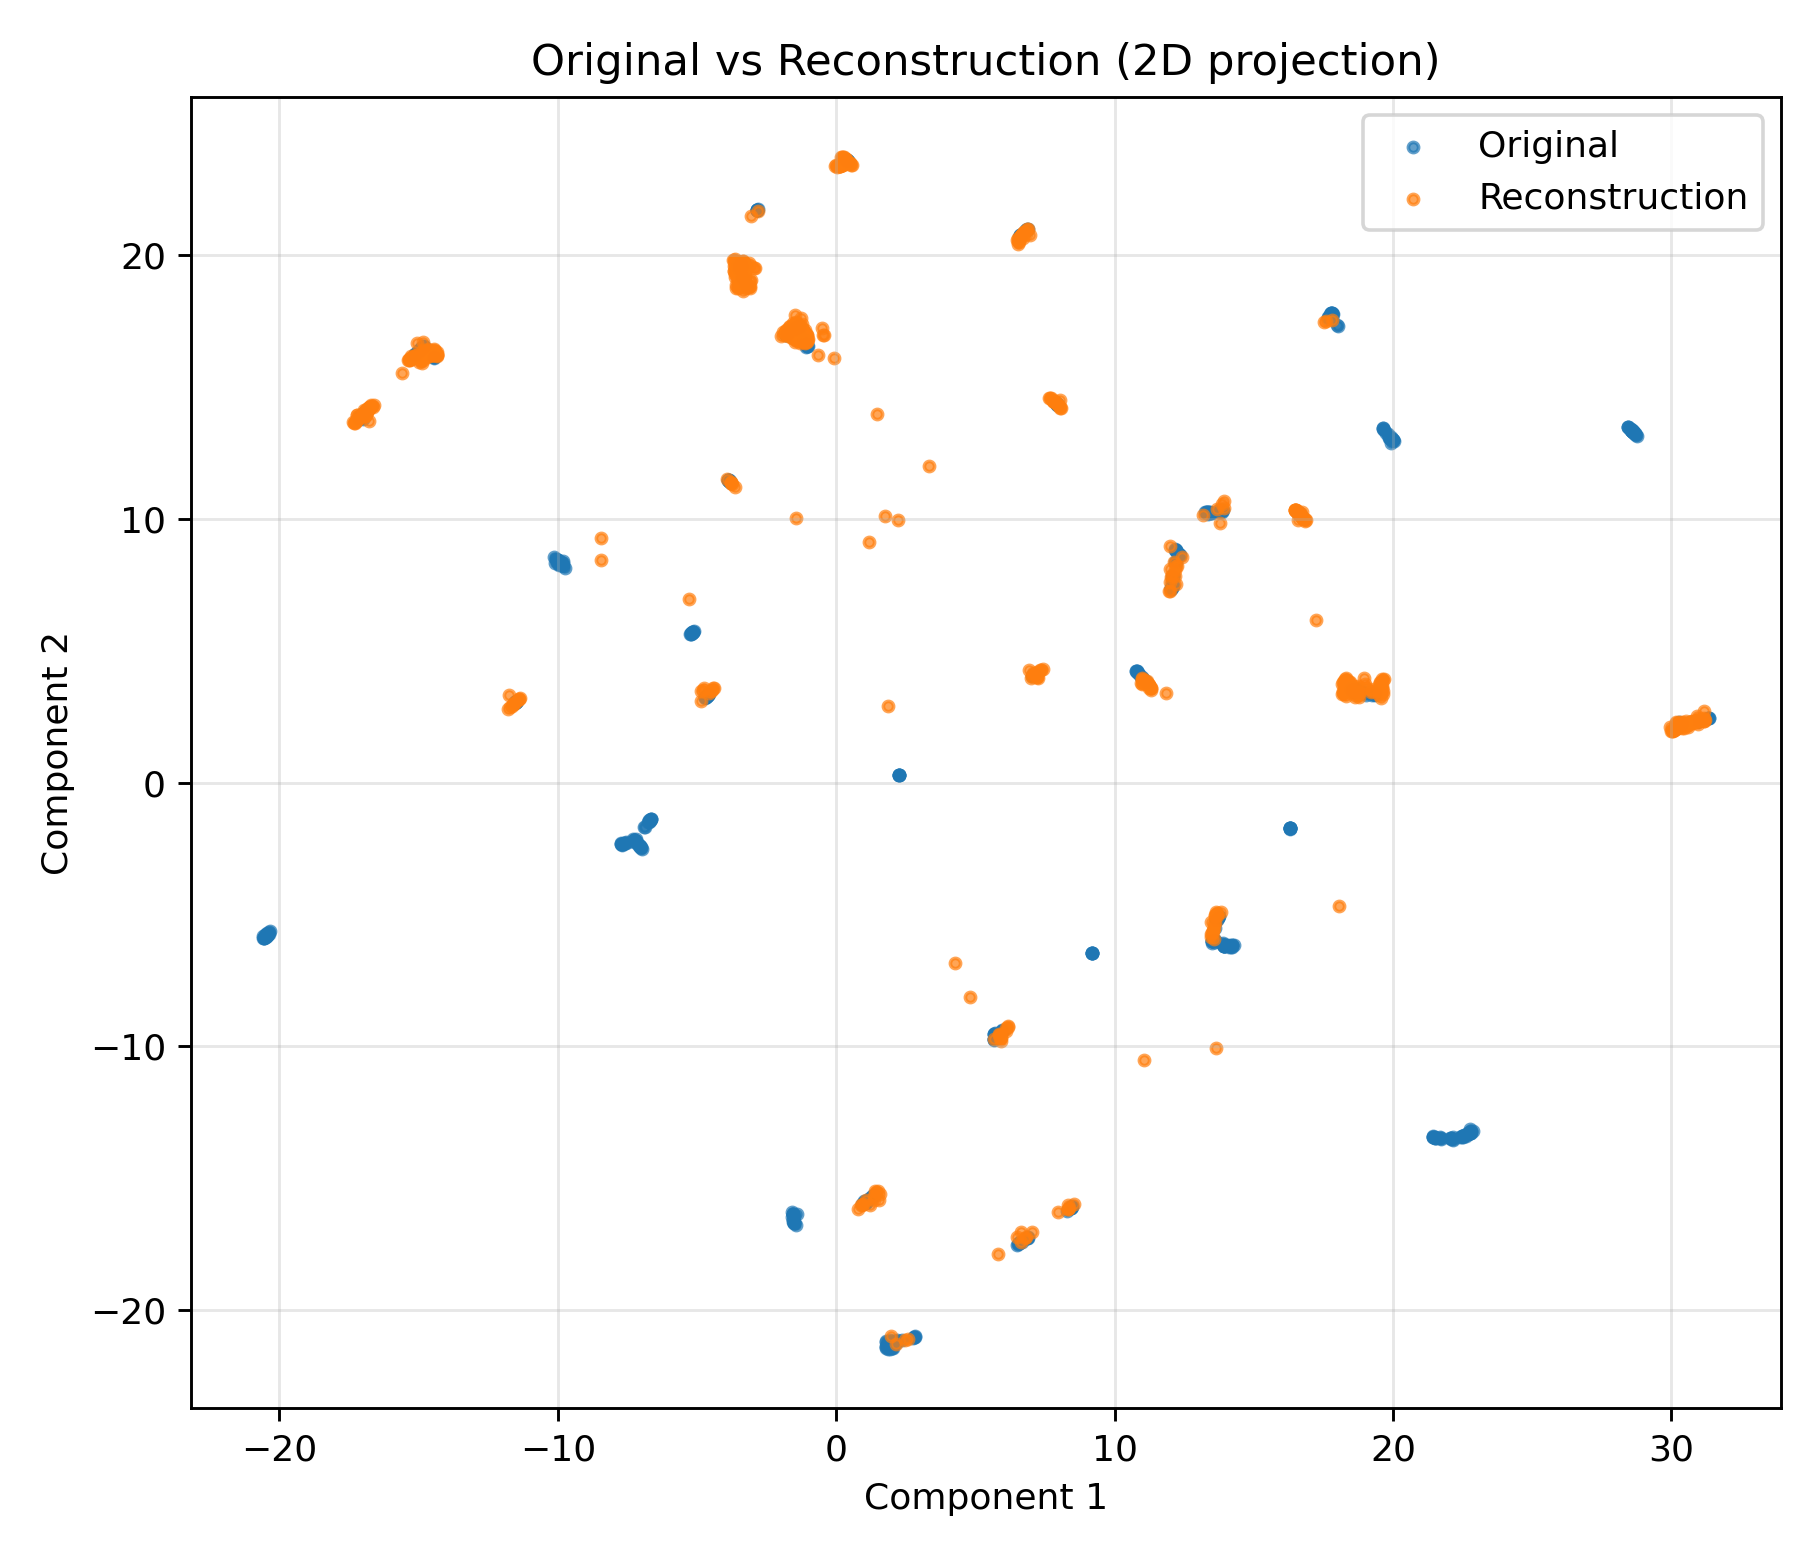 Original vs Reconstruction (2D projection)
Original
Reconstruction
20
10
0
−10
−20
Component 2
−20
−10
0
10
20
30
Component 1